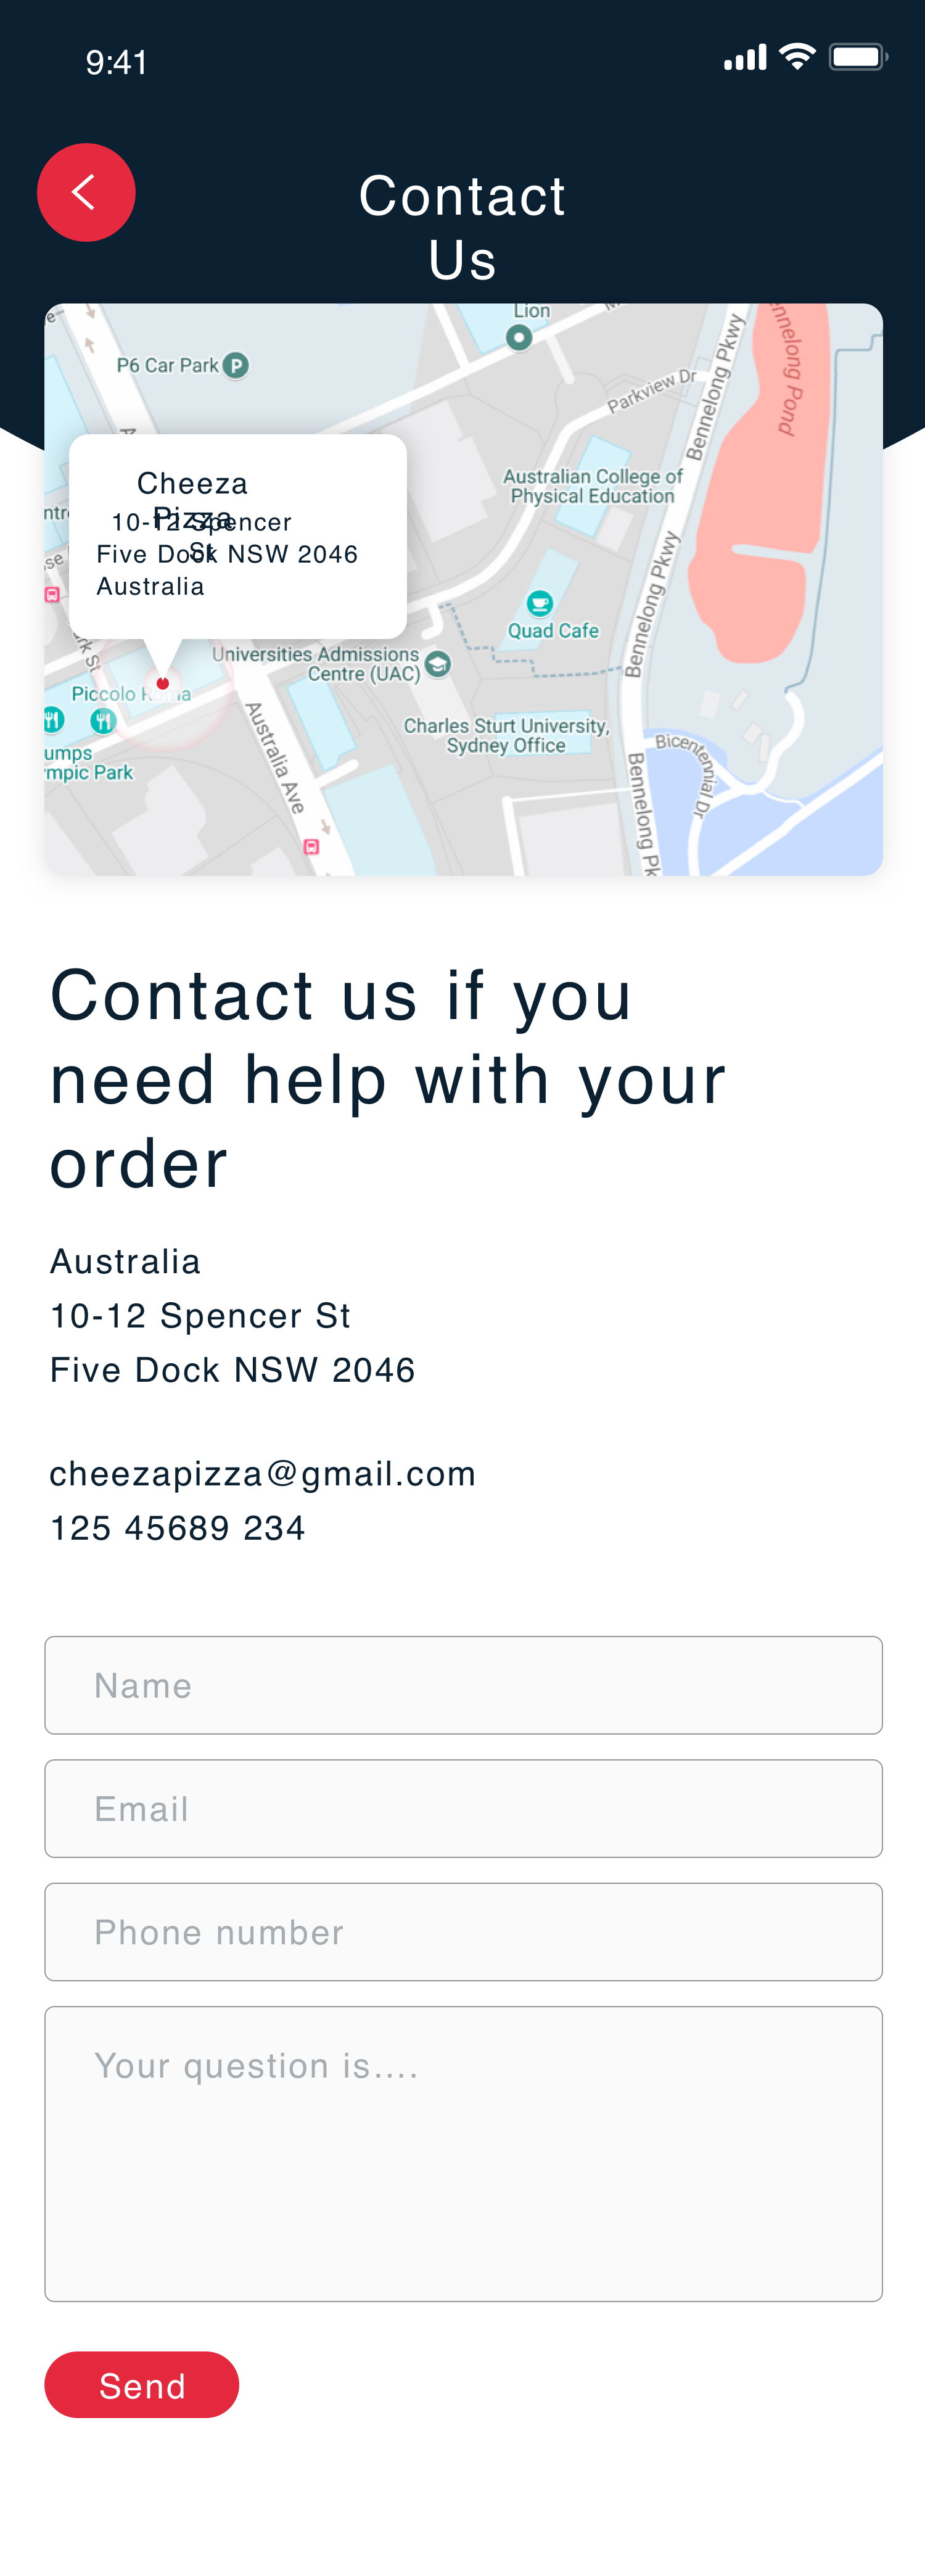 9:41
Contact
Us
Lion
P6 Car Park
P
Parkview Dr
Bennelong Pkwy
nnelong Pond
Australian College of
Physical Education
Cheeza
Pizza
10-12 Spencer
St
Five Dock NSW 2046
Australia
Bennelong Pkwy
Quad Cafe
Universities Admissions
Centre (UAC)
rk St
Piccolo
Charles Sturt University,
Sydney Office
Australia Ave
umps
mpic Park
Bicentennial Dr
Bennelong Pk
Contact us if you
need help with your
order
Australia
10-12 Spencer St
Five Dock NSW 2046
cheezapizza@gmail.com
125 45689 234
Name
Email
Phone number
Your question is....
Send